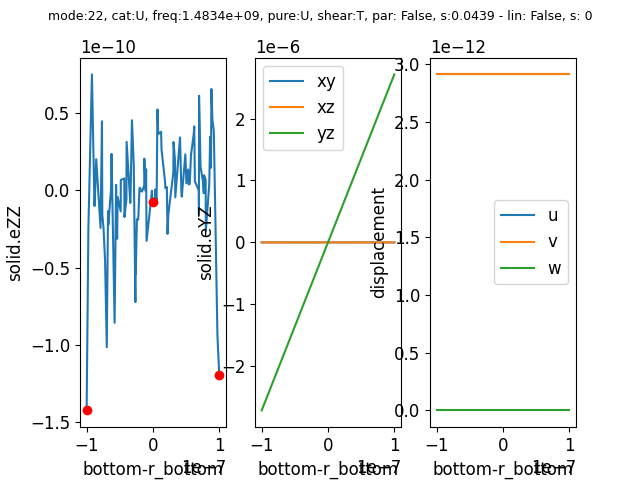 mode:22, cat:U, freq:1.4834e+09, pure:U, shear:T, par: False, s:0.0439 - lin: False, s: 0
1e−10
0.5
0.0
−0.5
−1.0
−1.5
solid.eZZ
−1
0
1
1e−7
bottom-r_bottom
1e−6
xy
xz
yz
2
1
0
−1
−2
solid.eYZ
−1
0
1
1e−7
bottom-r_bottom
1e−12
3.0
2.5
2.0
1.5
1.0
0.5
0.0
displacement
u
v
w
−1
0
1
1e−7
bottom-r_bottom